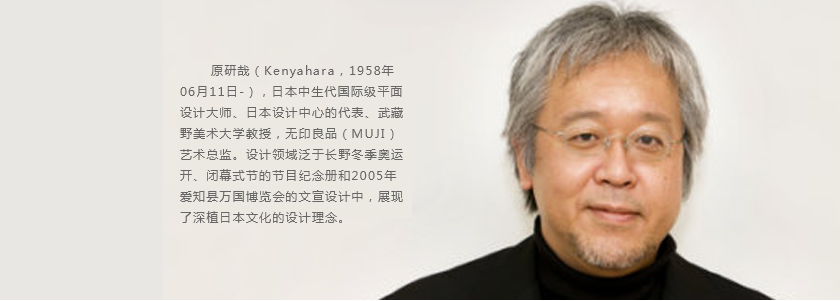 原研哉（Kenyahara，1958年
06月11日-），日本中生代国际级平面
设计大师、日本设计中心的代表、武藏
野美术大学教授，无印良品（MUJI）
艺术总监。设计领域泛于长野冬季奥运
开、闭幕式节的节目纪念册和2005年
爱知县万国博览会的文宣设计中，展现
了深植日本文化的设计理念。